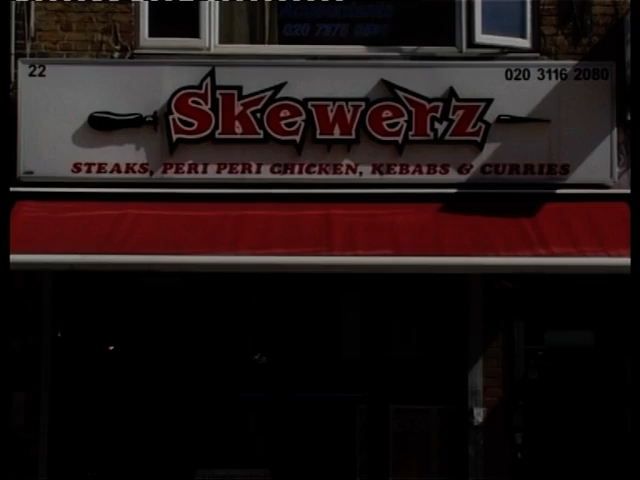 22
020 3116 2080
Skewerz
STEAKS, PERI PERI CHICKEN, KEBABS & CURRIES